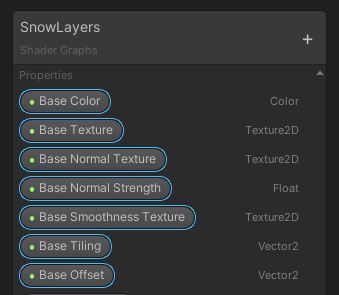 SnowLayers
+
Shader Graphs
Properties
Base Color Color
Base Texture Texture2D
Base Normal Texture Texture2D
Base Normal Strength Float
Base Smoothness Texture Texture2D
Base Tiling Vector2
Base Offset Vector2